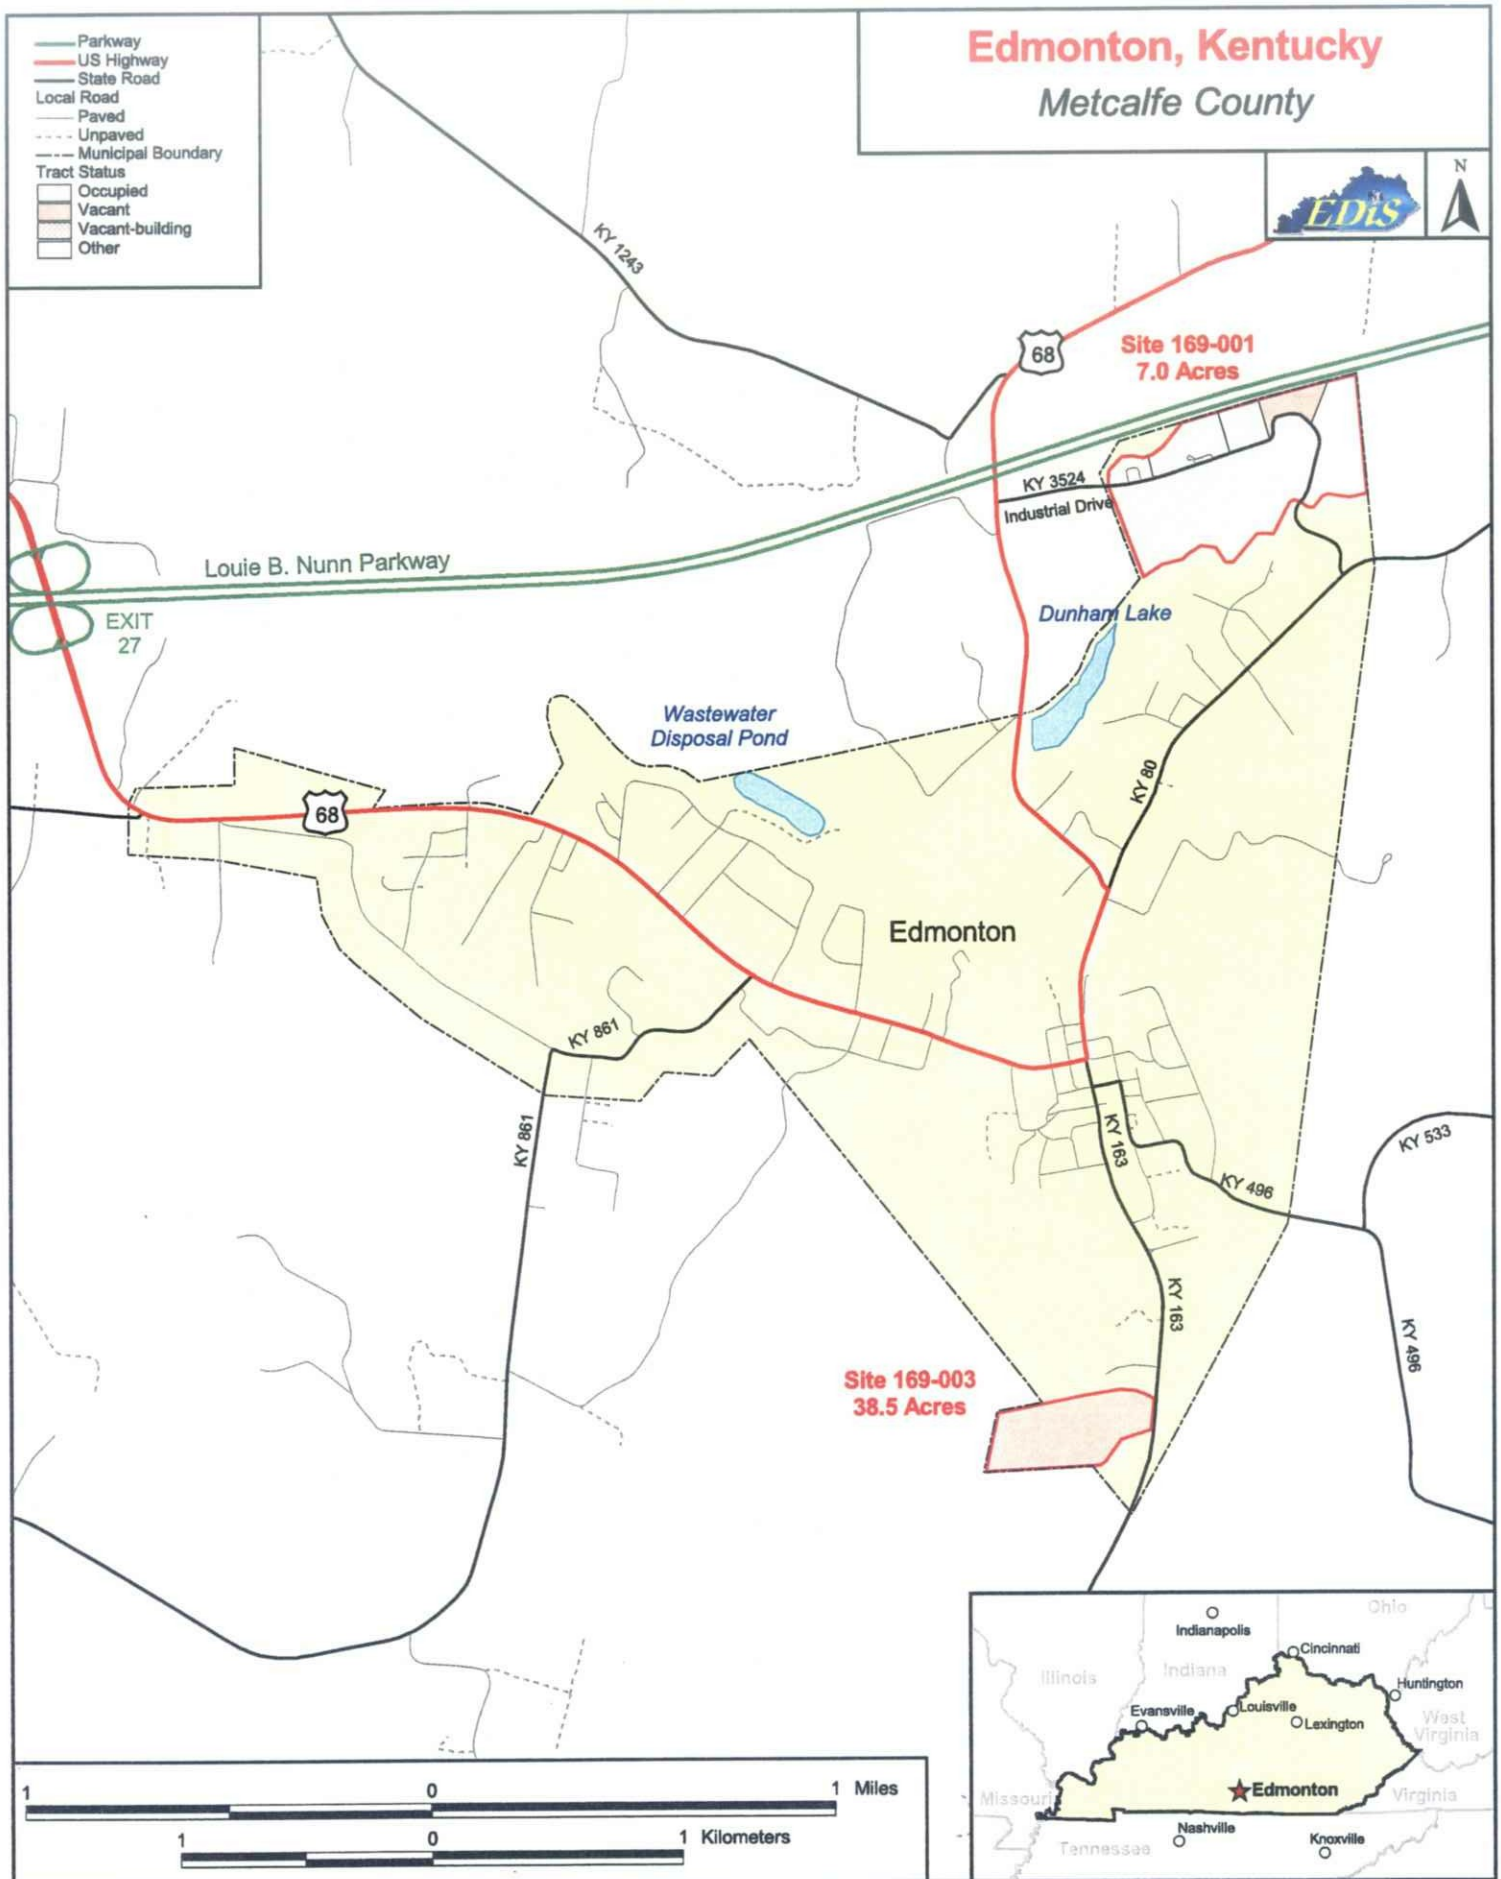 Parkway
US Highway
State Road
Local Road
Paved
Unpaved
Municipal Boundary
Tract Status
Occupied
Vacant
Vacant-building
Other
Edmonton, Kentucky
Metcalfe County
EDiS
N
KY 1243
68
Site 169-001
7.0 Acres
KY 3524
Industrial Drive
Louie B. Nunn Parkway
EXIT
27
Dunham Lake
Wastewater
Disposal Pond
KY 80
68
Edmonton
KY 861
KY 861
KY 163
KY 496
KY 533
KY 163
KY 496
Site 169-003
38.5 Acres
Ohio
Indianapolis
Cincinnati
Illinois
Indiana
Huntington
Evansville
Louisville
Lexington
West
Virginia
Edmonton
Missouri
Virginia
Nashville
Tennessee
Knoxville
1 0 1 Miles
1 0 1 Kilometers